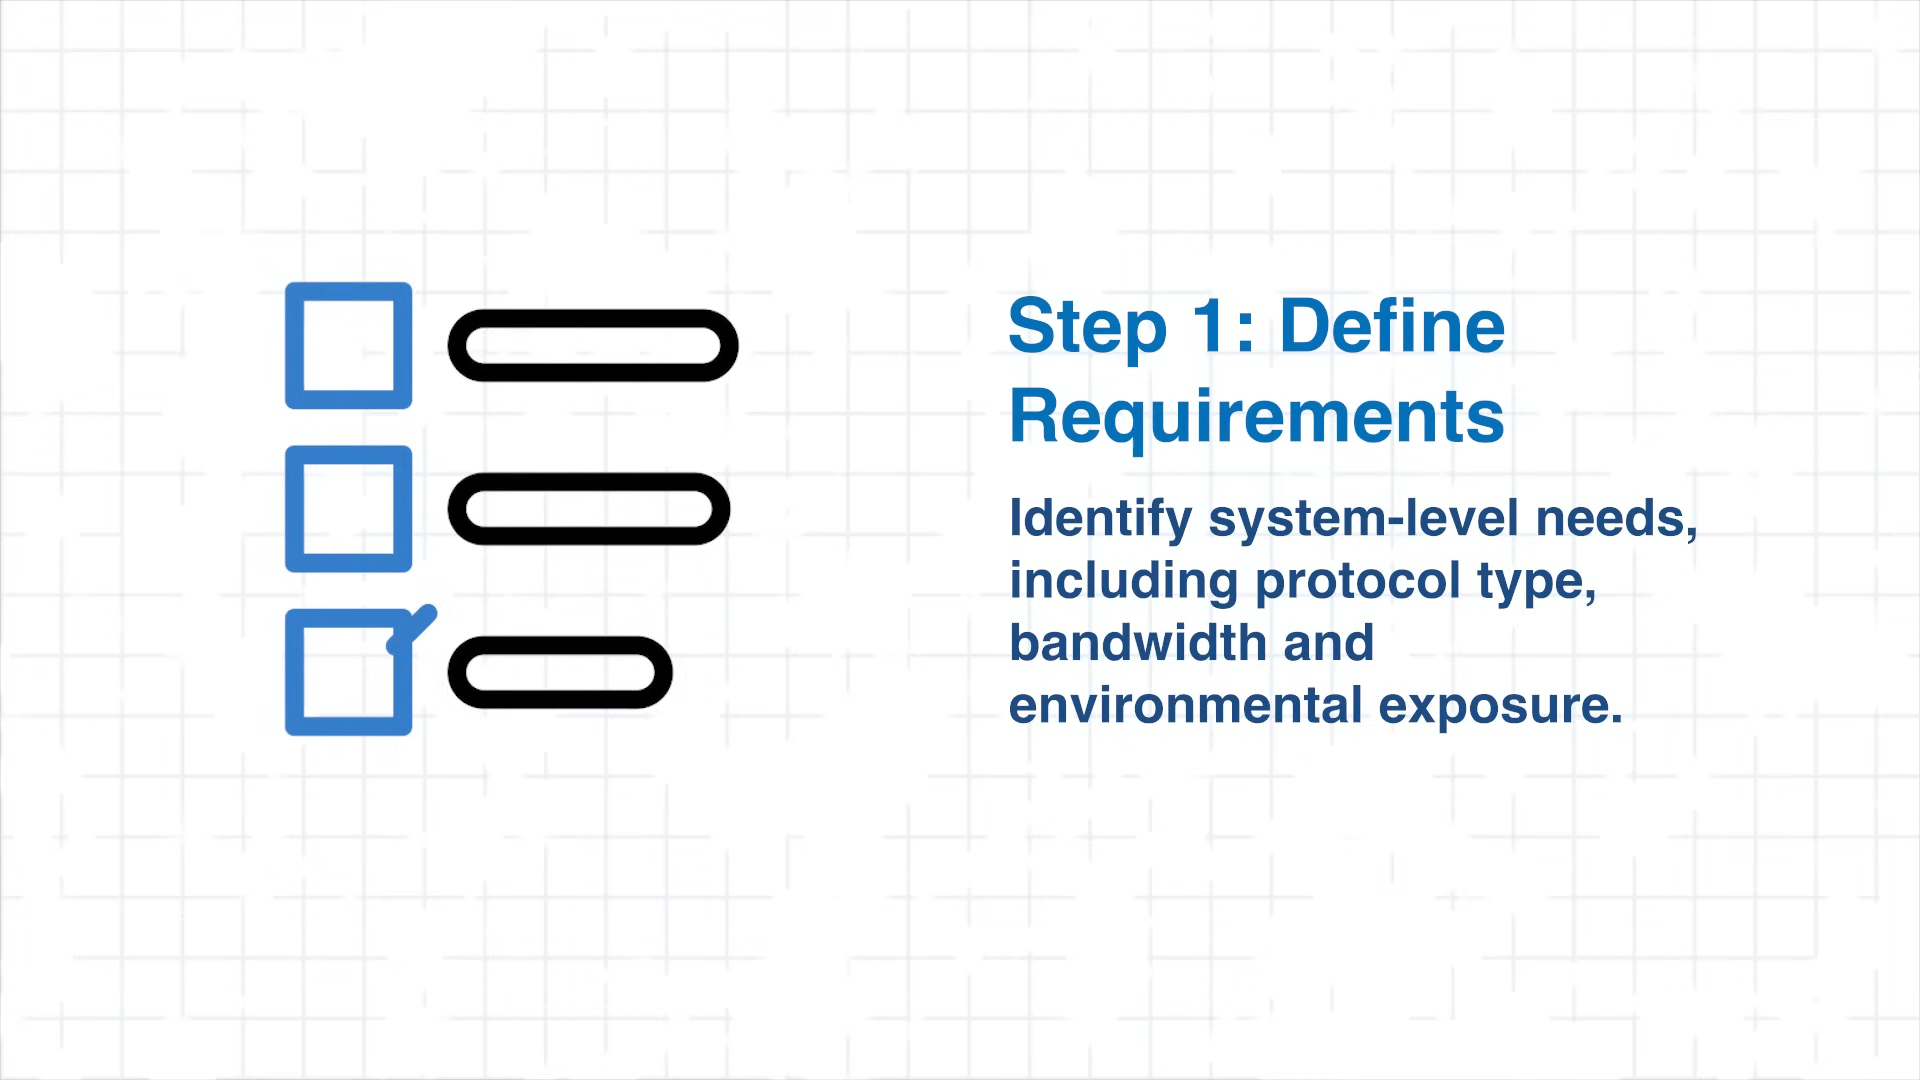 Step 1: Define
Requirements
Identify system-level needs,
including protocol type,
bandwidth and
environmental exposure.